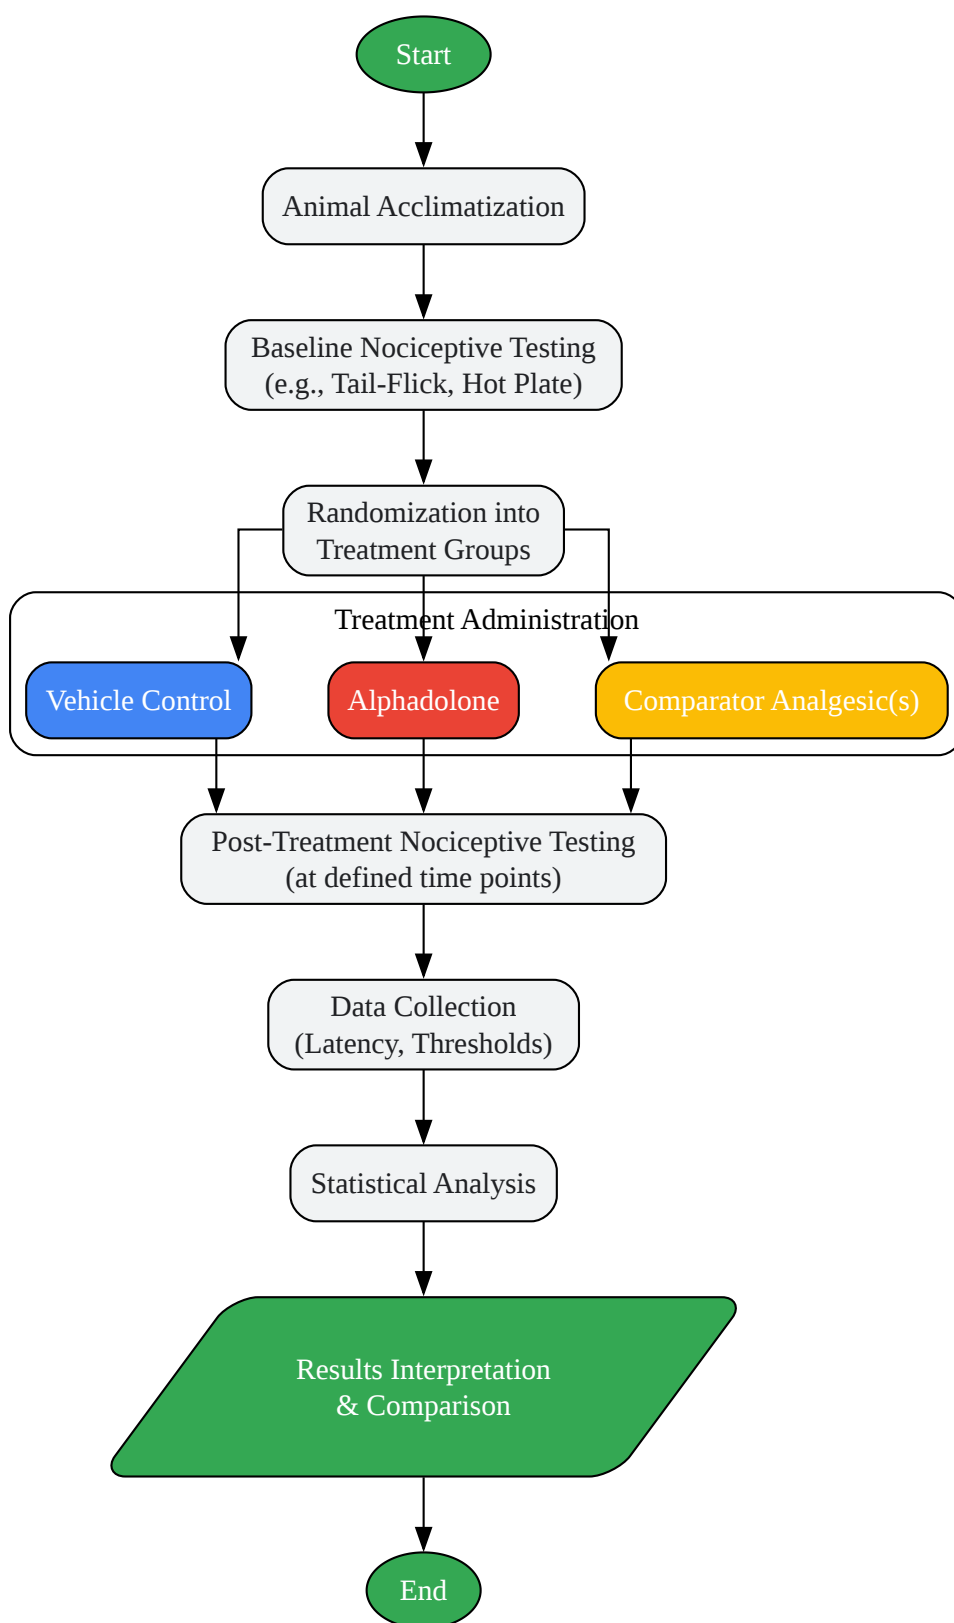 Start
Animal Acclimatization
Baseline Nociceptive Testing
(e.g., Tail-Flick, Hot Plate)
Randomization into
Treatment Groups
Treatment Administration
Vehicle Control
Alphadolone
Comparator Analgesic(s)
Post-Treatment Nociceptive Testing
(at defined time points)
Data Collection
(Latency, Thresholds)
Statistical Analysis
Results Interpretation
& Comparison
End